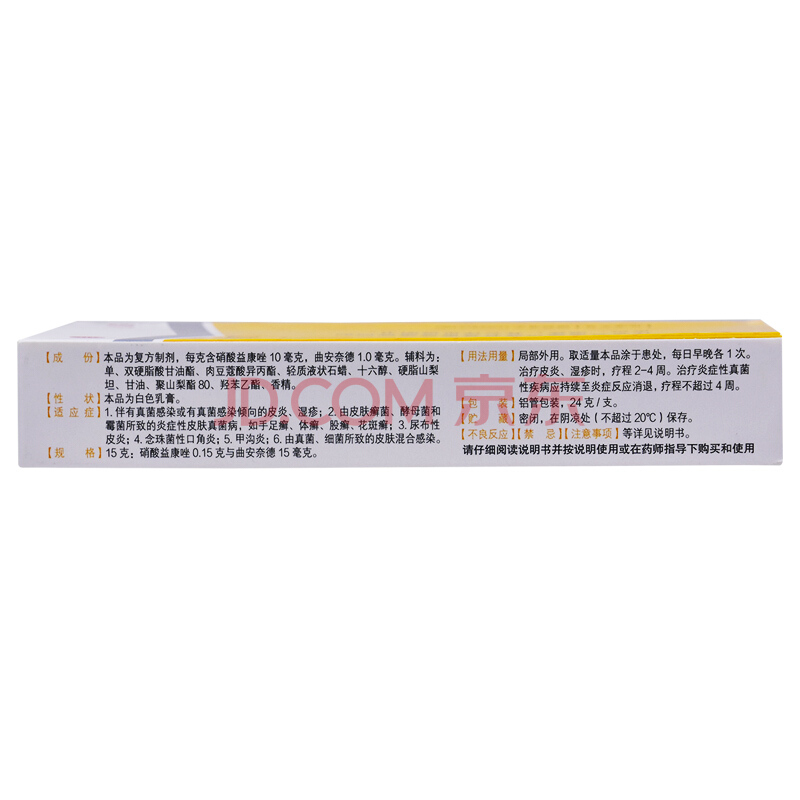 【成 份】本品为复方制剂，每克含硝酸益康唑 10 毫克，曲安奈德 1.0 毫克。辅料为：
单、双硬脂酸甘油酯、肉豆蔻酸异丙酯、轻质液状石蜡、十六醇、硬脂山梨
坦、甘油、聚山梨酯 80、羟苯乙酯、香精。
【性 状】本品为白色乳膏。
【适 应 症】1. 伴有真菌感染或有真菌感染倾向的皮炎、湿疹；2. 由皮肤癣菌、酵母菌和
霉菌所致的炎症性皮肤真菌病，如手足癣、体癣、股癣、花斑癣；3. 尿布性
皮炎；4. 念珠菌性口角炎；5. 甲沟炎；6. 由真菌、细菌所致的皮肤混合感染。
【规 格】15 克：硝酸益康唑 0.15 克与曲安奈德 15 毫克。
【用法用量】局部外用。取适量本品涂于患处，每日早晚各 1 次。
治疗皮炎、湿疹时，疗程 2-4 周。治疗炎症性真菌
性疾病应持续至炎症反应消退，疗程不超过 4 周。
【包 装】铝管包装，24 克 / 支。
【贮 藏】密闭，在阴凉处（不超过 20℃）保存。
【不良反应】【禁 忌】【注意事项】等详见说明书。
请仔细阅读说明书并按说明使用或在药师指导下购买和使用
JD.COM 京东